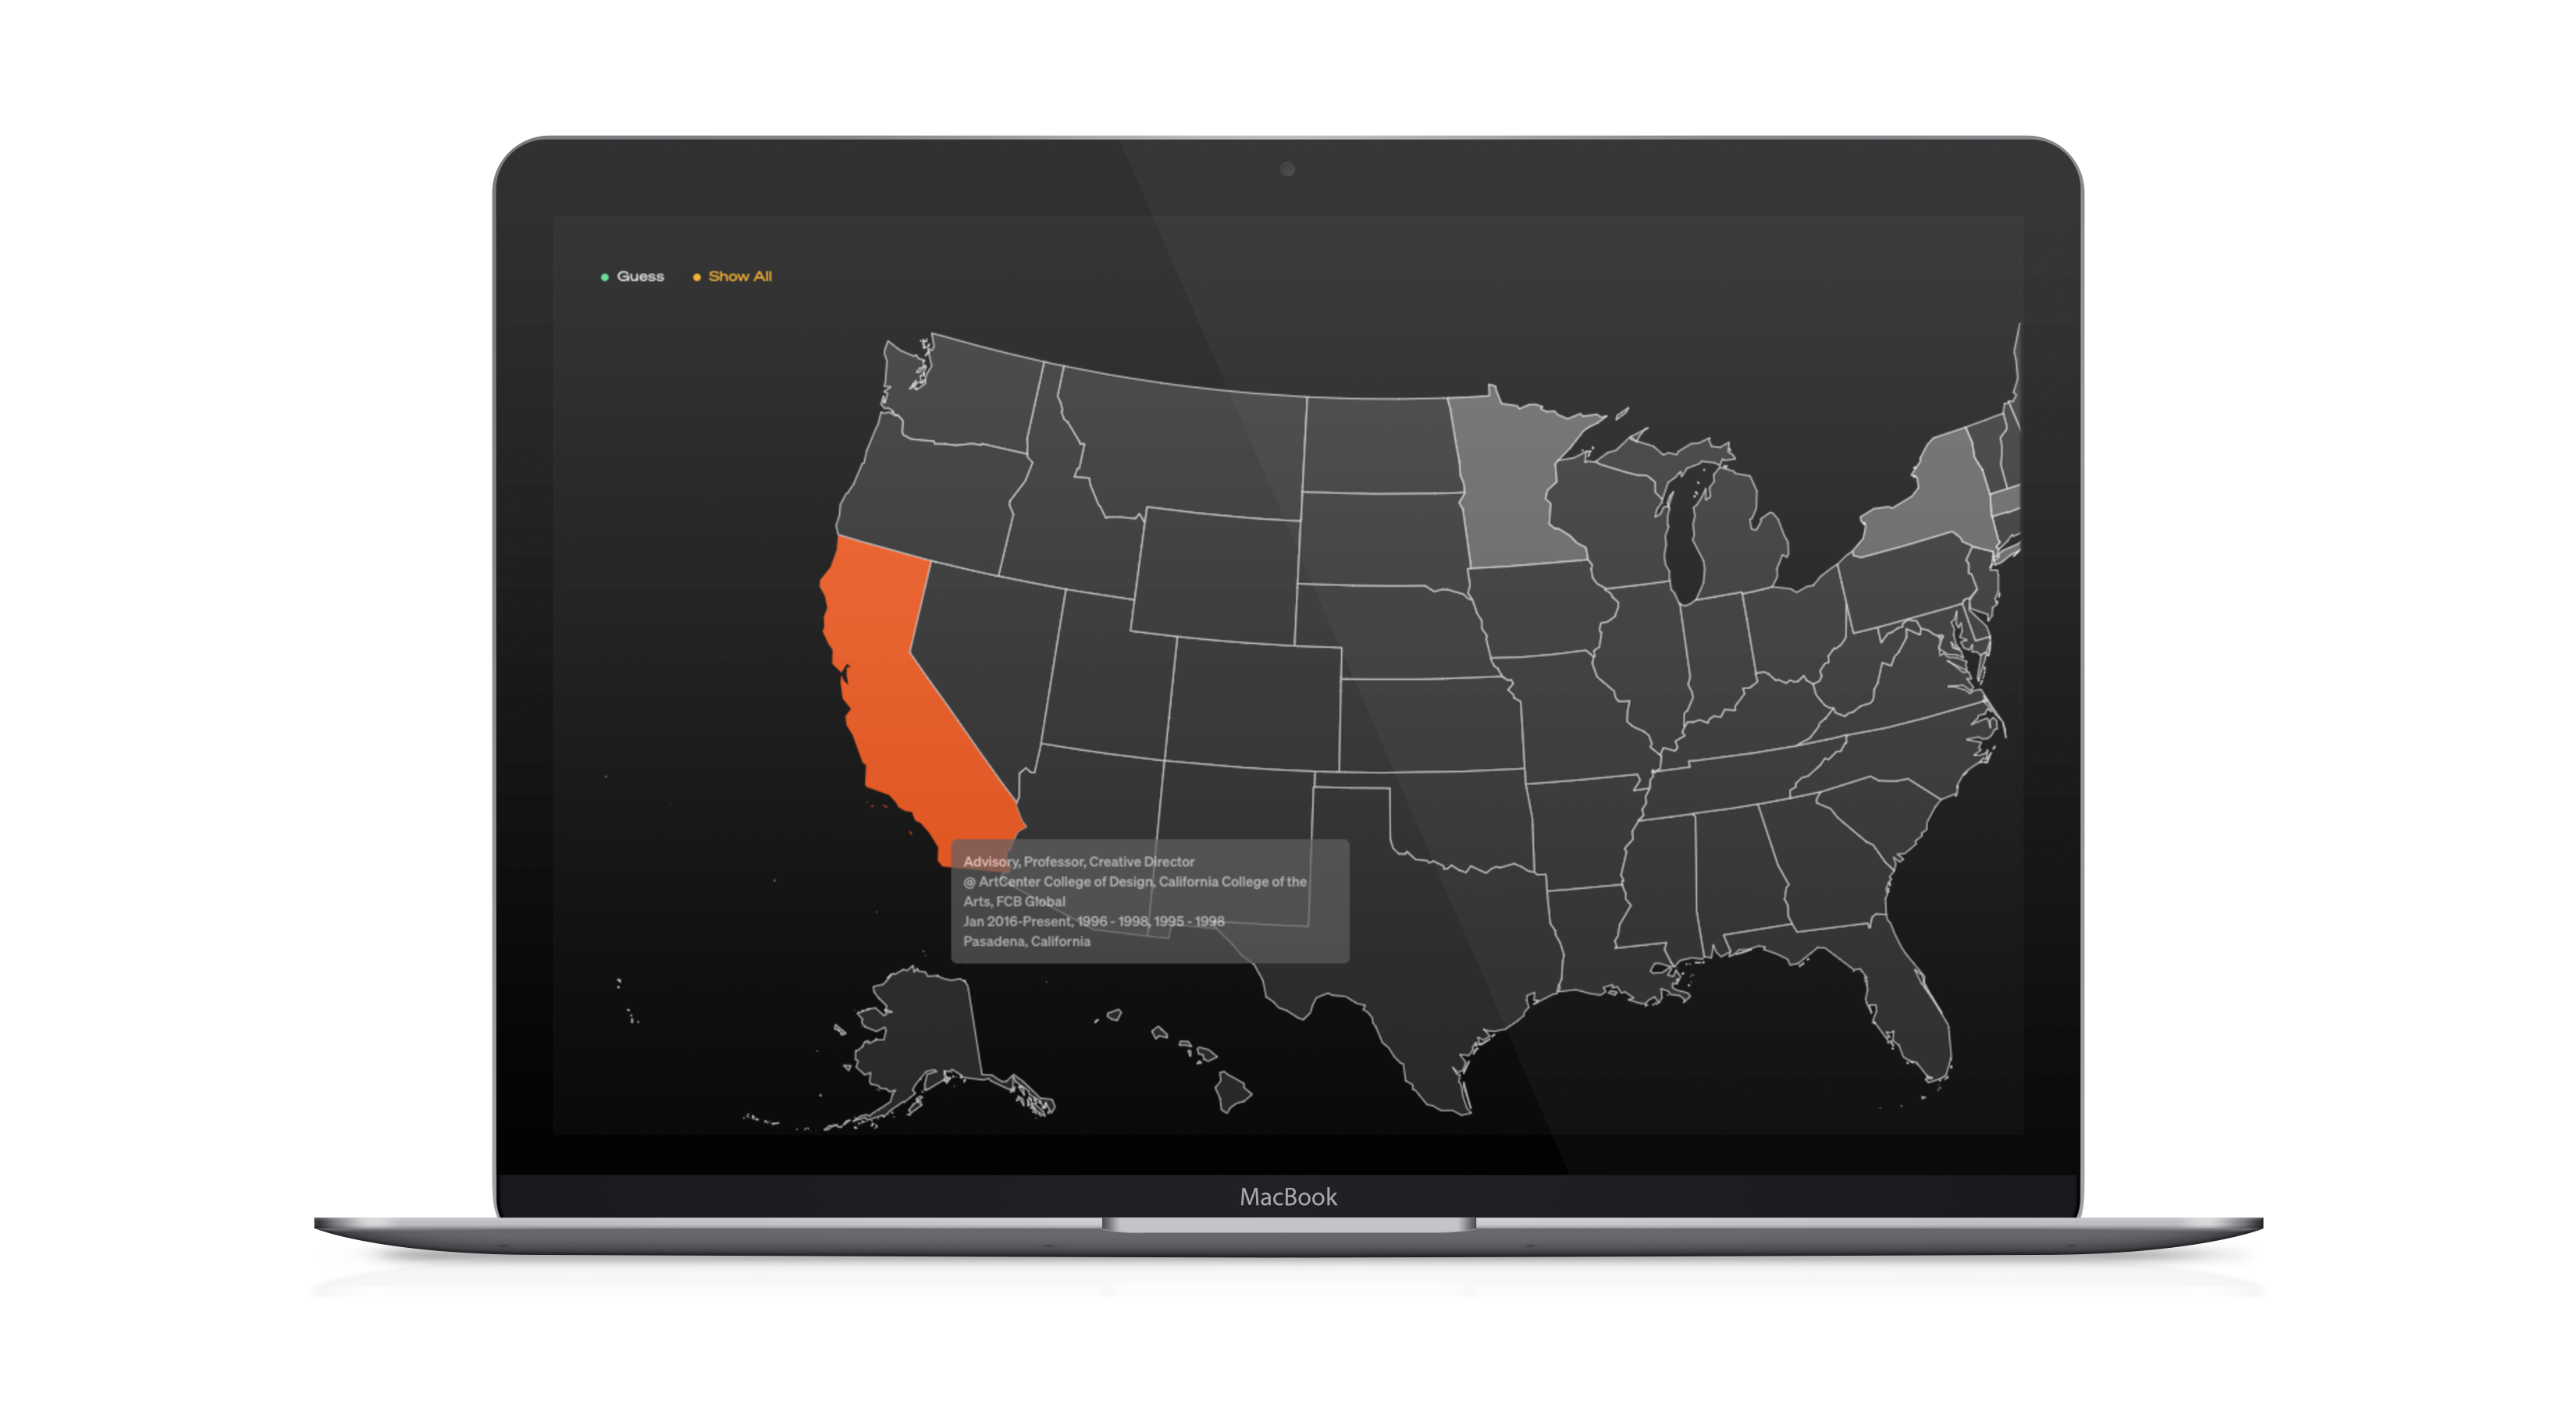 Guess Show All
Advisory, Professor, Creative Director
@ ArtCenter College of Design, California College of the
Arts, FCB Global
Jan 2016-Present, 1996 - 1998, 1995 - 1998
Pasadena, California
MacBook